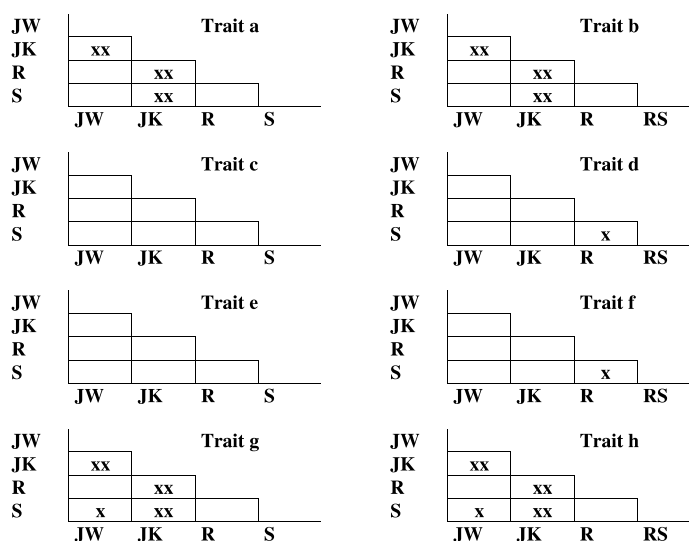 JW Trait a
JK xx
R xx
S xx
JW JK R S
JW Trait b
JK xx
R xx
S xx
JW JK R RS
JW Trait c
JK
R
S
JW JK R S
JW Trait d
JK
R
S x
JW JK R RS
JW Trait e
JK
R
S
JW JK R S
JW Trait f
JK
R
S x
JW JK R RS
JW Trait g
JK xx
R xx
S x xx
JW JK R S
JW Trait h
JK xx
R xx
S x xx
JW JK R RS